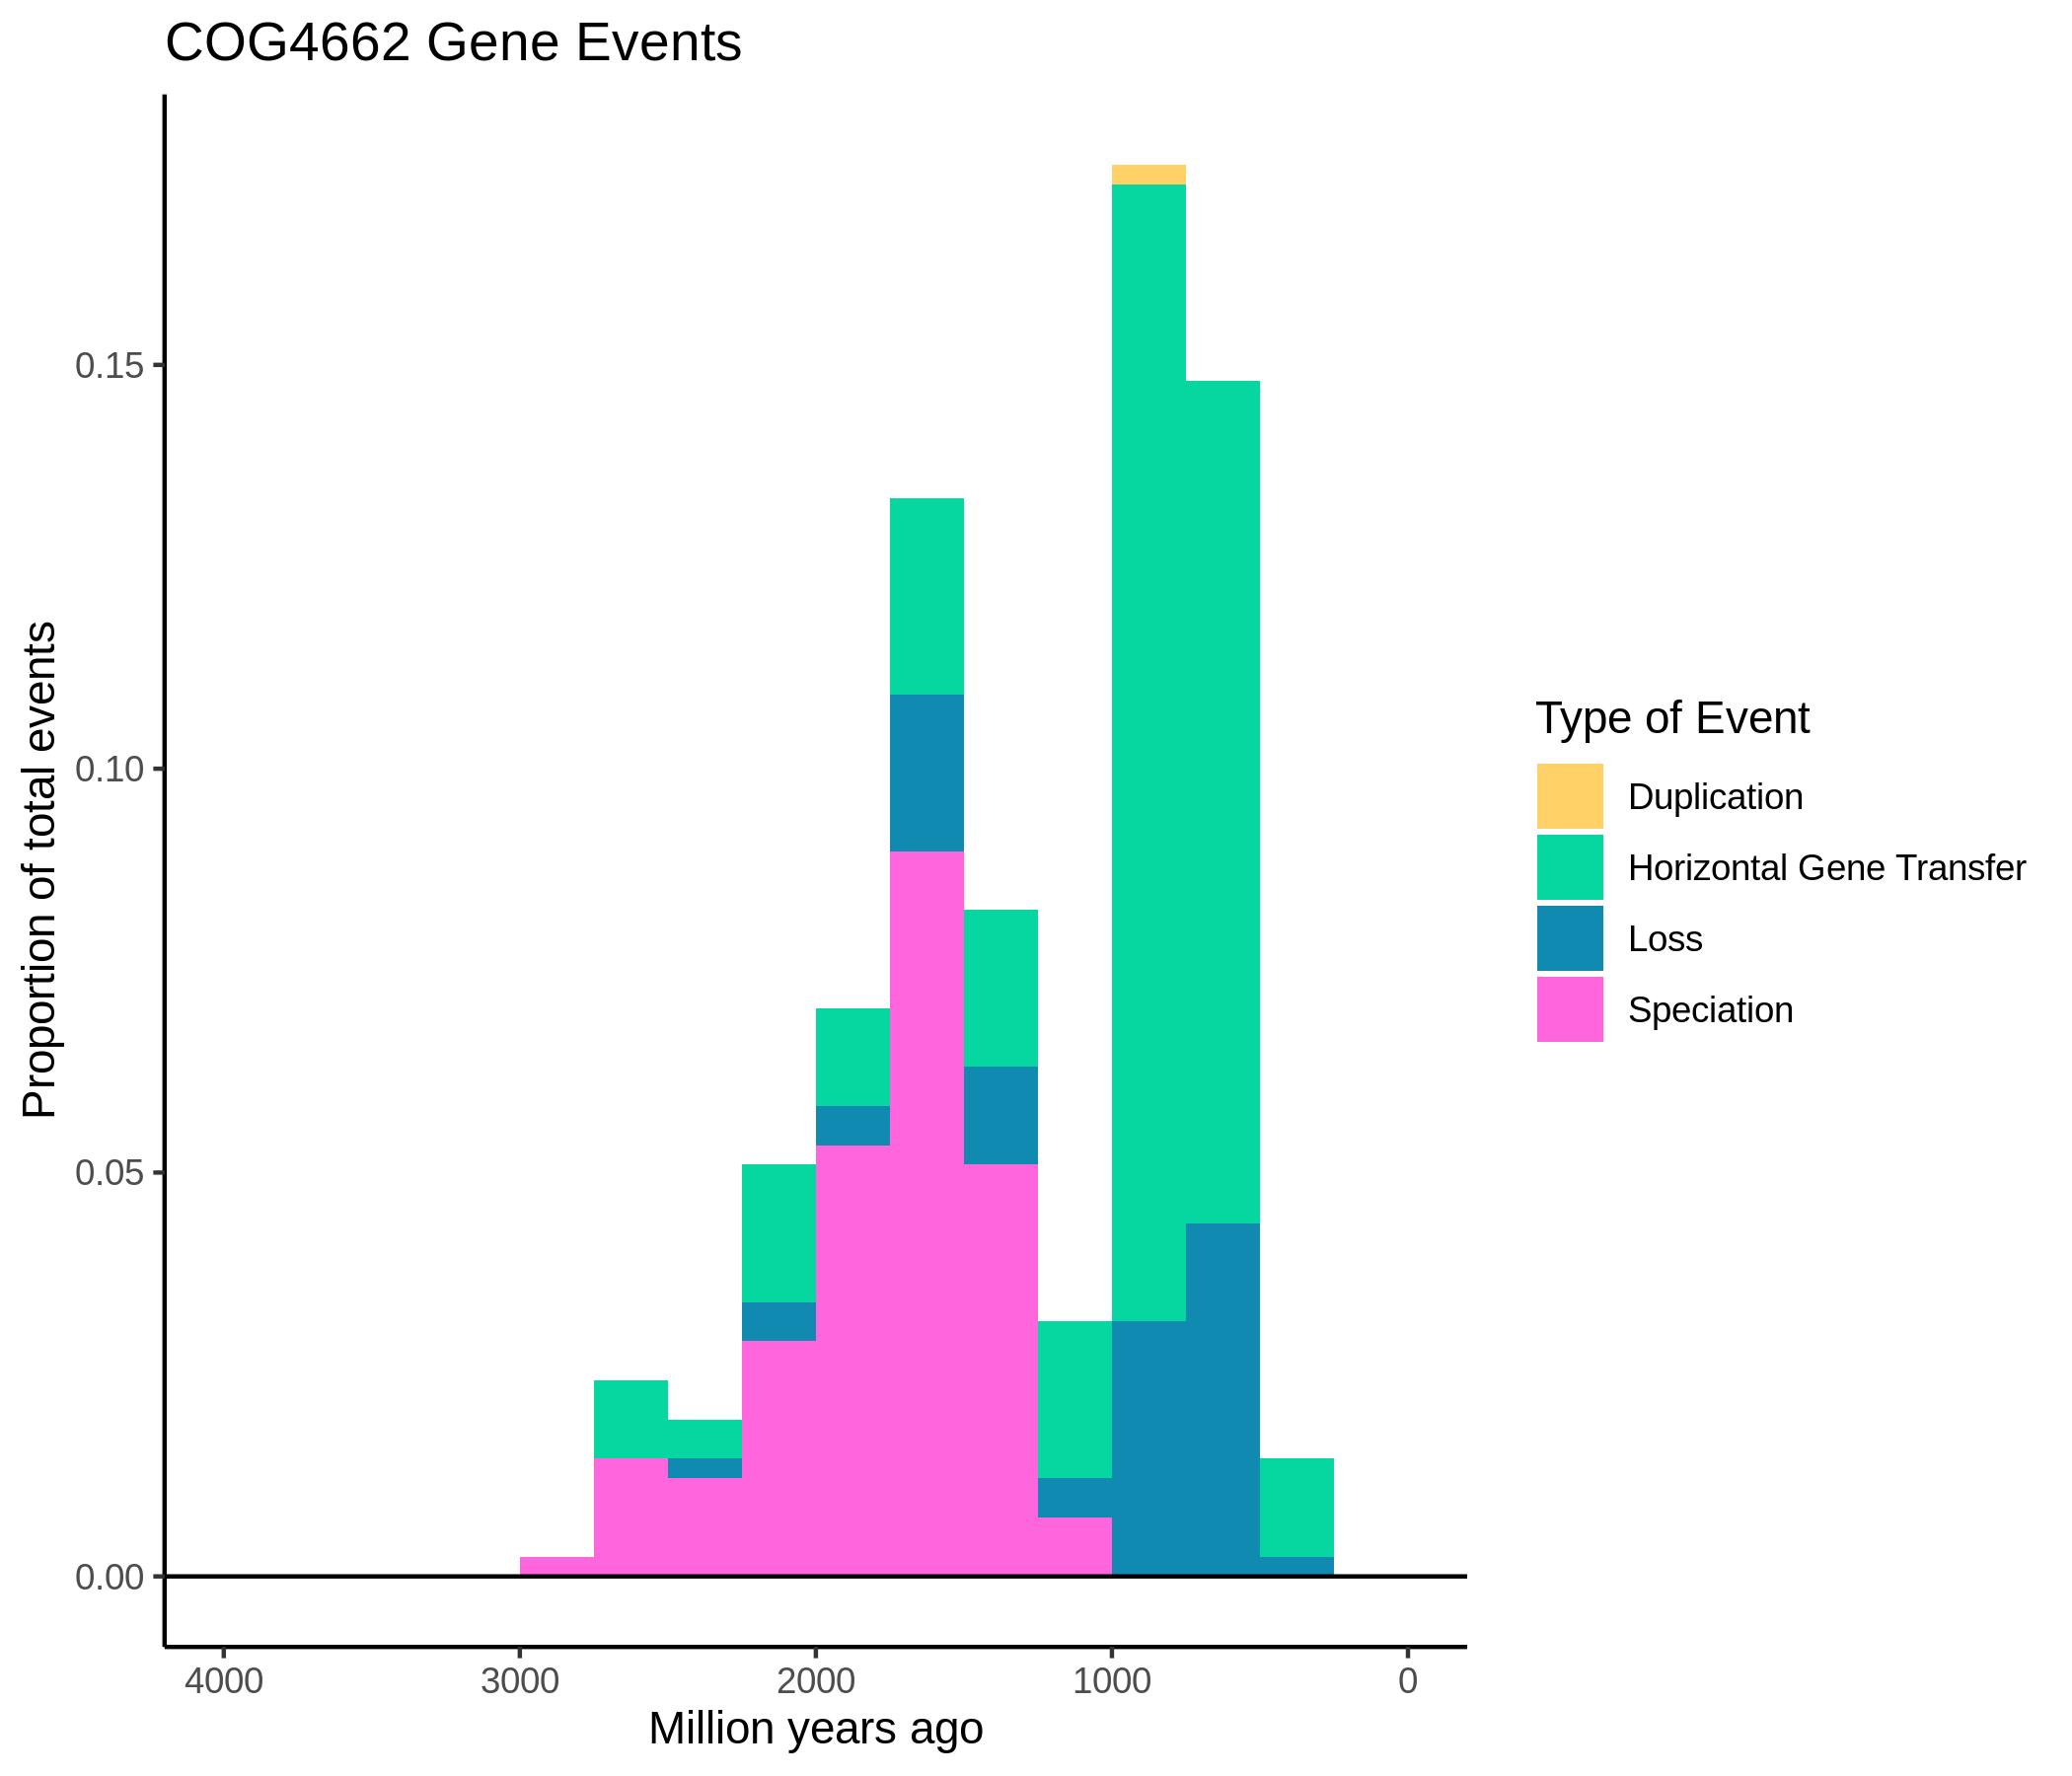 COG4662 Gene Events
Proportion of total events
0.15
0.10
0.05
0.00
4000 3000 2000 1000 0
Million years ago
Type of Event
Duplication
Horizontal Gene Transfer
Loss
Speciation